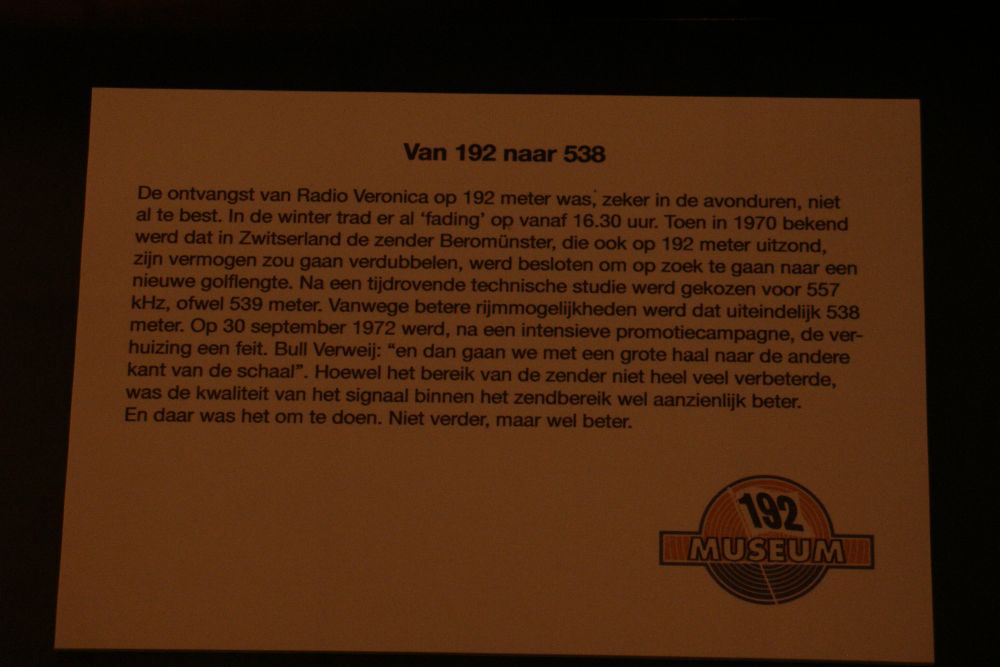 Van 192 naar 538
De ontvangst van Radio Veronica op 192 meter was, zeker in de avonduren, niet
al te best. In de winter trad er al ‘fading’ op vanaf 16.30 uur. Toen in 1970 bekend
werd dat in Zwitserland de zender Beromünster, die ook op 192 meter uitzond,
zijn vermogen zou gaan verdubbelen, werd besloten om op zoek te gaan naar een
nieuwe golflengte. Na een tijdrovende technische studie werd gekozen voor 557
kHz, ofwel 539 meter. Vanwege betere rijmmogelijkheden werd dat uiteindelijk 538
meter. Op 30 september 1972 werd, na een intensieve promotiecampagne, de ver-
huizing een feit. Bull Verweij: “en dan gaan we met een grote haal naar de andere
kant van de schaal”. Hoewel het bereik van de zender niet heel veel verbeterde,
was de kwaliteit van het signaal binnen het zendbereik wel aanzienlijk beter.
En daar was het om te doen. Niet verder, maar wel beter.
192
MUSEUM